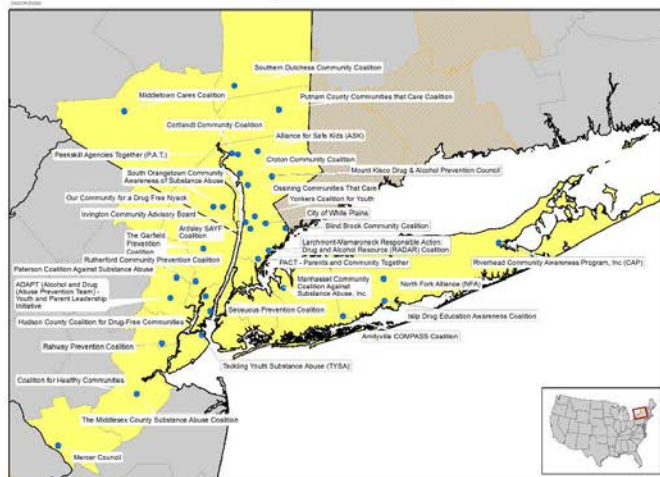 Southern Dutchess Community Coalition
Middletown Cares Coalition
Putnam County Communities that Care Coalition
Cortlandt Community Coalition
Alliance for Safe Kids (ASK)
Peekskill Agencies Together (P.A.T.)
Croton Community Coalition
Mount Kisco Drug & Alcohol Prevention Council
South Orangetown Community
Awareness of Substance Abuse
Ossining Communities That Care
Yonkers Coalition for Youth
Our Community for a Drug Free Nyack
City of White Plains
Irvington Community Advisory Board
Ardsley SAYF
Coalition
Blind Brook Community Coalition
The Garfield
Prevention
Coalition
Larchmont-Mamaroneck Responsible Action:
Drug and Alcohol Resource (RADAR) Coalition
Rutherford Community Prevention Coalition
PACT - Parents and Community Together
Riverhead Community Awareness Program, Inc (CAP)
Paterson Coalition Against Substance Abuse
Manhasset Community
Coalition Against
Substance Abuse, Inc.
North Fork Alliance (NFA)
ADAPT (Alcohol and Drug
(Abuse Prevention Team) -
Youth and Parent Leadership
Initiative
Secaucus Prevention Coalition
Islip Drug Education Awareness Coalition
Hudson County Coalition for Drug-Free Communities
Amityville COMPASS Coalition
Rahway Prevention Coalition
Tackling Youth Substance Abuse (TYSA)
Coalition for Healthy Communities
The Middlesex County Substance Abuse Coalition
Mercer Council